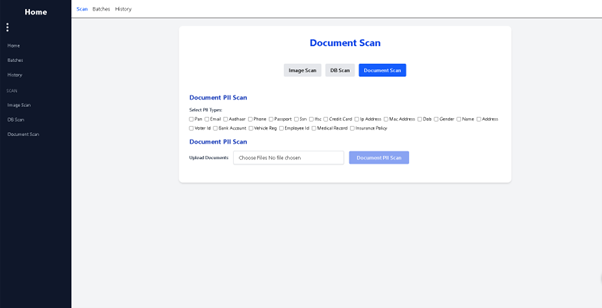 Home
Scan Batches History
Home
Batches
History
SCANS
Image Scan
DB Scan
Document Scan
Document Scan
Image Scan DB Scan Document Scan
Document PII Scan
Select PII Types:
Pan Email Aadhaar Phone Passport Ssn Itsc Credit Card Ip Address Mac Address Dob Gender Name Address
Voter Id Bank Account Vehicle Reg Employee Id Medical Record Insurance Policy
Document PII Scan
Upload Documents Choose Files No file chosen Document PII Scan